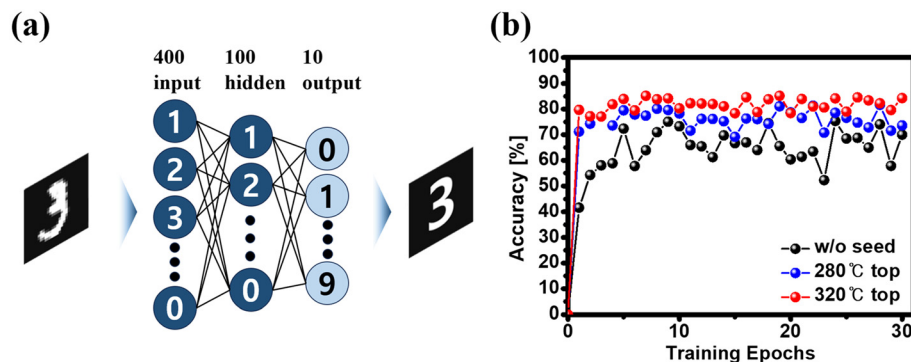 (a)
400 100 10
input hidden output
1
2
3
0
1
2
0
0
1
9
3
3
(b)
Accuracy [%]
100
90
80
70
60
50
40
30
20
10
0
w/o seed
280℃ top
320℃ top
0 10 20 30
Training Epochs